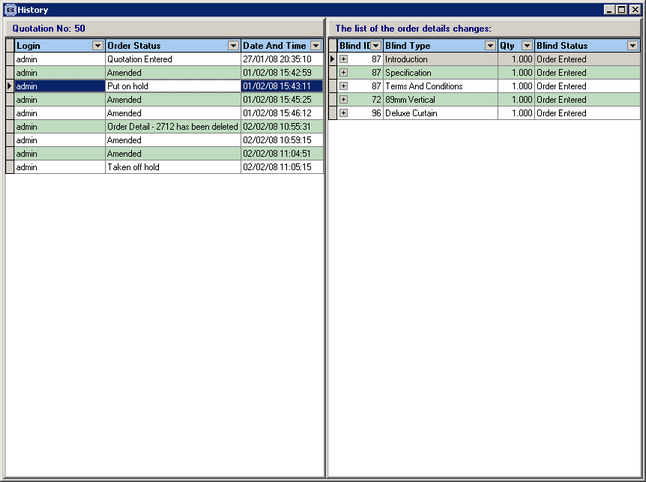 History
Quotation No: 50
Login Order Status Date And Time
admin Quotation Entered 27/01/08 20:35:10
admin Amended 01/02/08 15:42:59
admin Put on hold 01/02/08 15:43:11
admin Amended 01/02/08 15:45:25
admin Amended 01/02/08 15:46:12
admin Order Detail - 2712 has been deleted 02/02/08 10:55:31
admin Amended 02/02/08 10:59:15
admin Amended 02/02/08 11:04:51
admin Taken off hold 02/02/08 11:05:15
The list of the order details changes:
Blind ID Blind Type Qty Blind Status
87 Introduction 1.000 Order Entered
87 Specification 1.000 Order Entered
87 Terms And Conditions 1.000 Order Entered
72 89mm Vertical 1.000 Order Entered
96 Deluxe Curtain 1.000 Order Entered